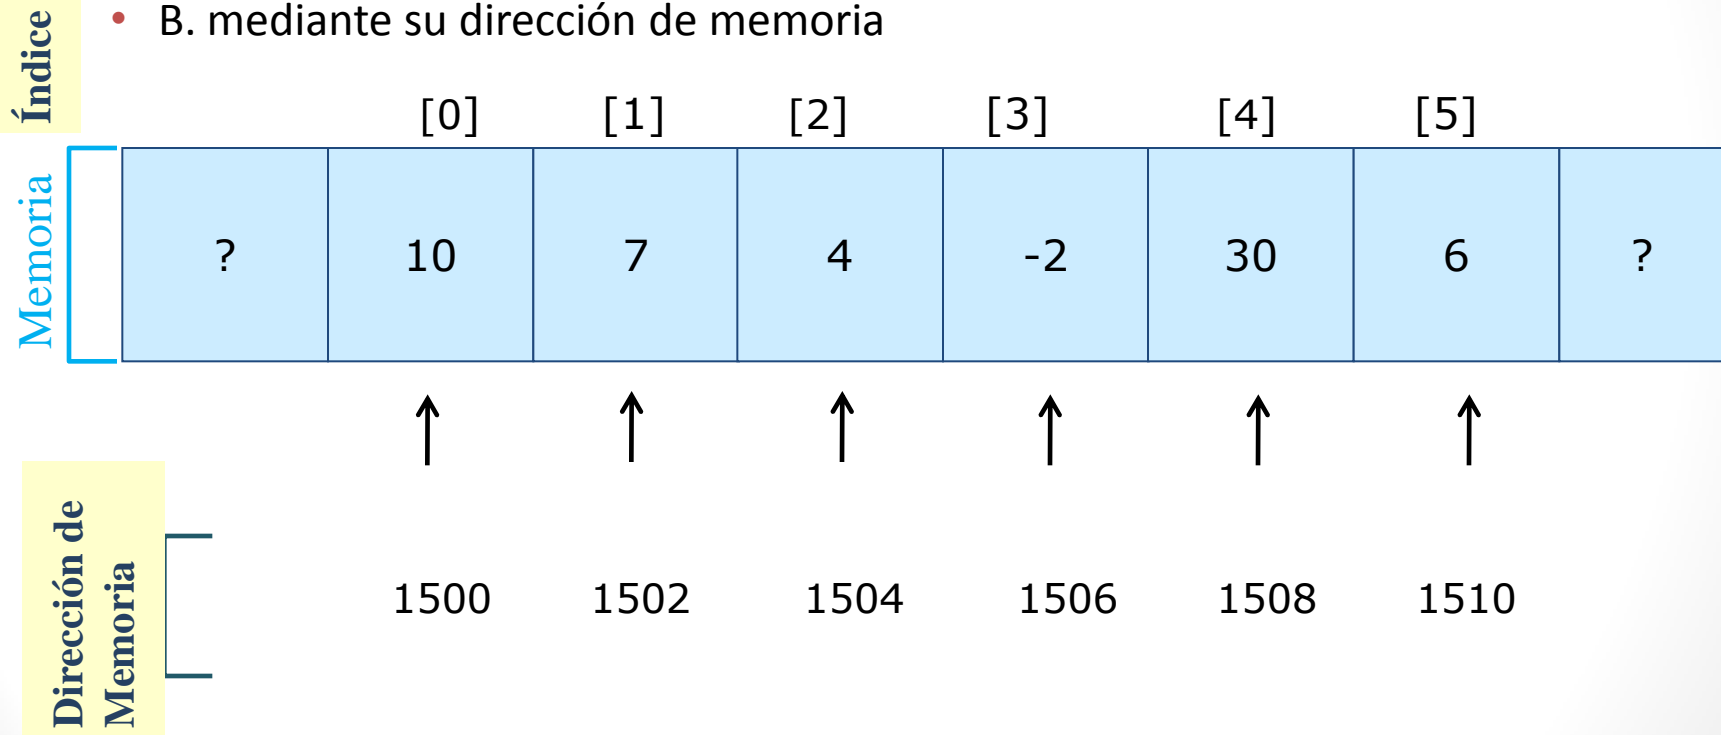 • B. mediante su dirección de memoria
Índice
[0] [1] [2] [3] [4] [5]
Memoria
? 10 7 4 -2 30 6 ?
Dirección de
Memoria
1500 1502 1504 1506 1508 1510